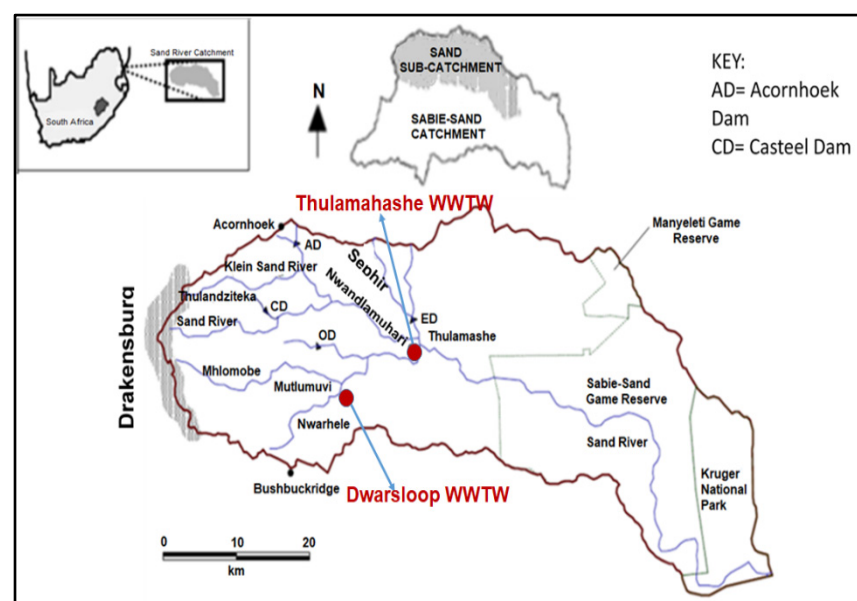 Sand River Catchment
South Africa
N
SAND
SUB-CATCHMENT
SABIE-SAND
CATCHMENT
KEY:
AD= Acornhoek
Dam
CD= Casteel Dam
Thulamahashe WWTW
Manyeleti Game
Reserve
Acornhoek
AD
Klein Sand River
Sephir
Nwandlamuhari
Thulandziteka
CD
Sand River
ED
Thulamashe
OD
Mhlomobe
Mutlumuvi
Nwarhele
Drakensburg
Sabie-Sand
Game Reserve
Sand River
Kruger
National
Park
Bushbuckridge
Dwarsloop WWTW
0 10 20
km